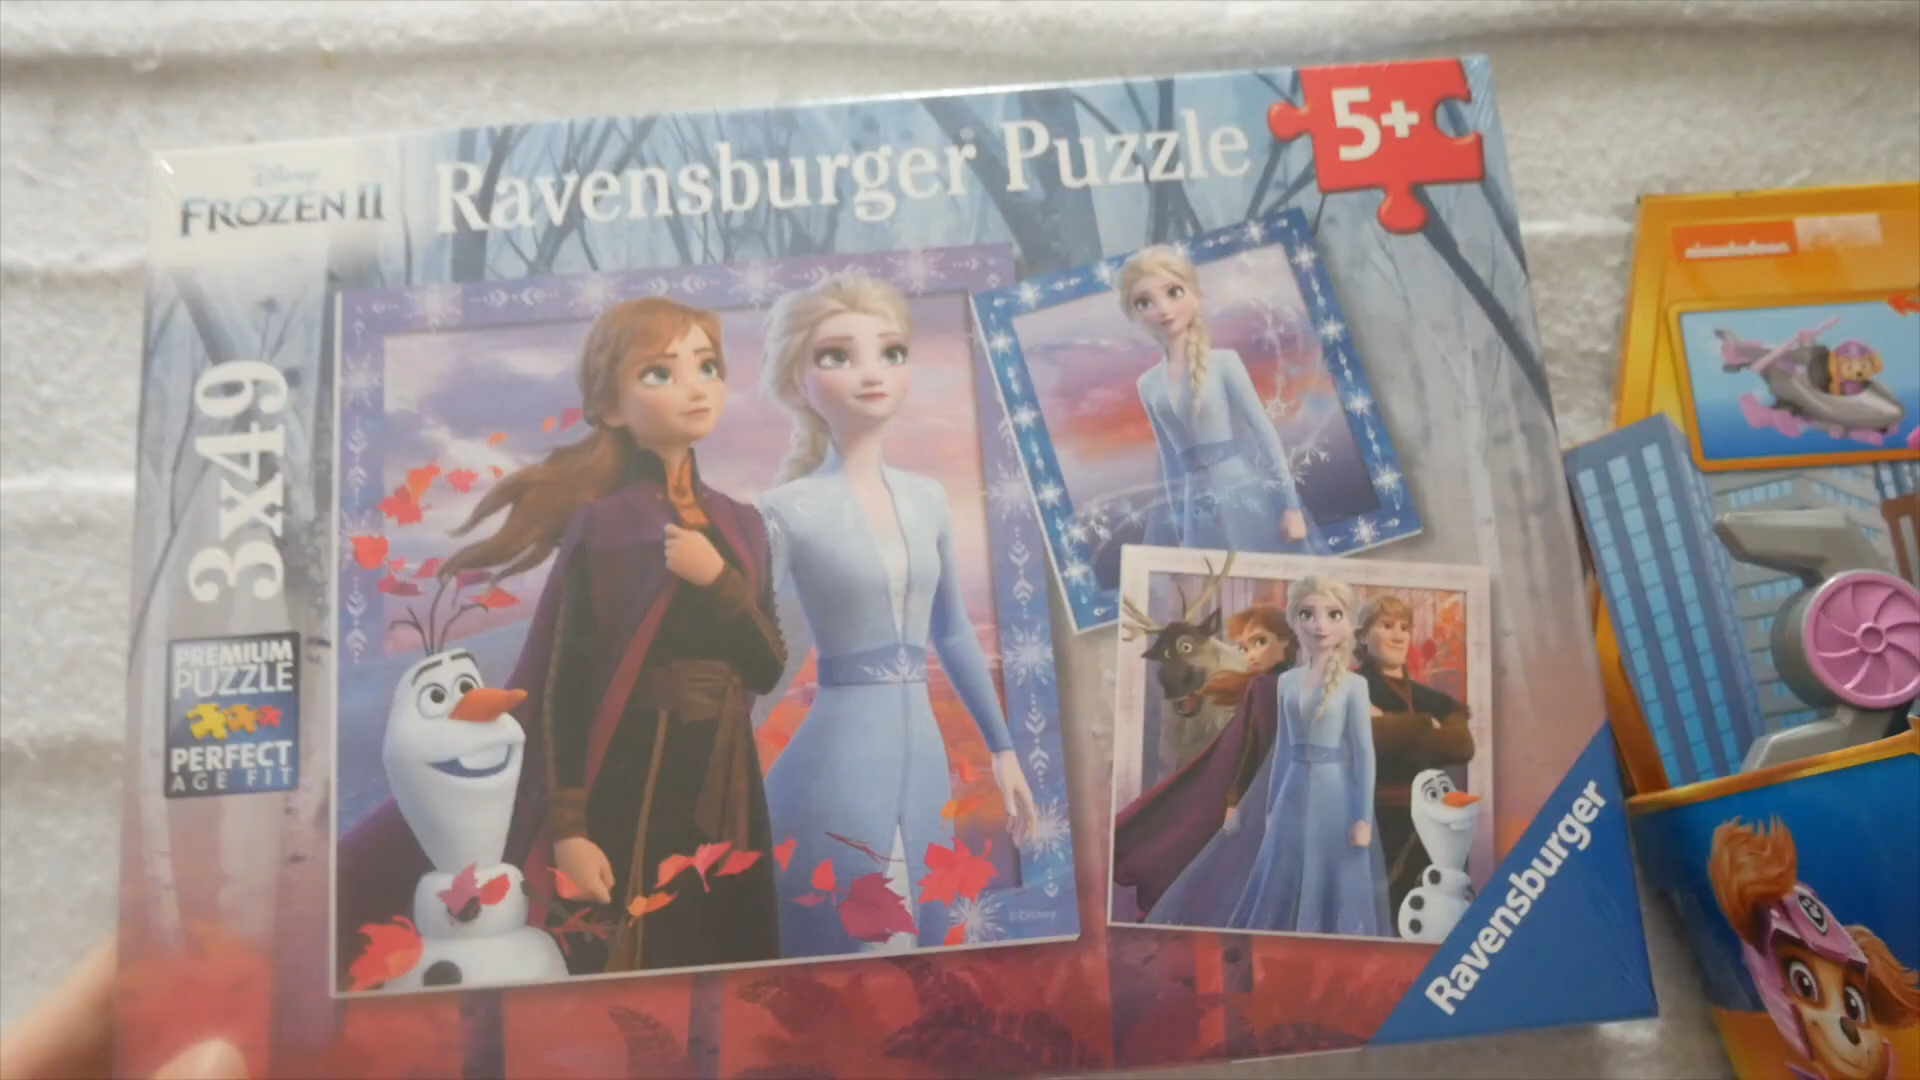 Disney
FROZEN II
Ravensburger Puzzle
5+
3x49
PREMIUM
PUZZLE
PERFECT
AGE FIT
©Disney
Ravensburger
nickelodeon